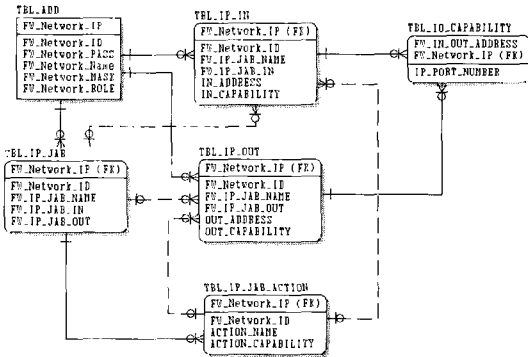 TBL_ADD
FW_Network_IP
FW_Network_ID
FW_Network_PASS
FW_Network_Name
FW_Network_MASK
FW_Network_ROLE
TBL_IP_IN
FW_Network_IP (FK)
FW_Network_ID
FW_IP_JAB_NAME
FW_IP_JAB_IN
IN_ADDRESS
IN_CAPABILITY
TBL_IO_CAPABILITY
FW_IN_OUT_ADDRESS
FW_Network_IP (FK)
IP_PORT_NUMBER
TBL_IP_JAB
FW_Network_IP (FK)
FW_Network_ID
FW_IP_JAB_NAME
FW_IP_JAB_IN
FW_IP_JAB_OUT
TBL_IP_OUT
FW_Network_IP (FK)
FW_Network_ID
FW_IP_JAB_NAME
FW_IP_JAB_OUT
OUT_ADDRESS
OUT_CAPABILITY
TBL_IP_JAB_ACTION
FW_Network_IP (FK)
FW_Network_ID
ACTION_NAME
ACTION_CAPABILITY